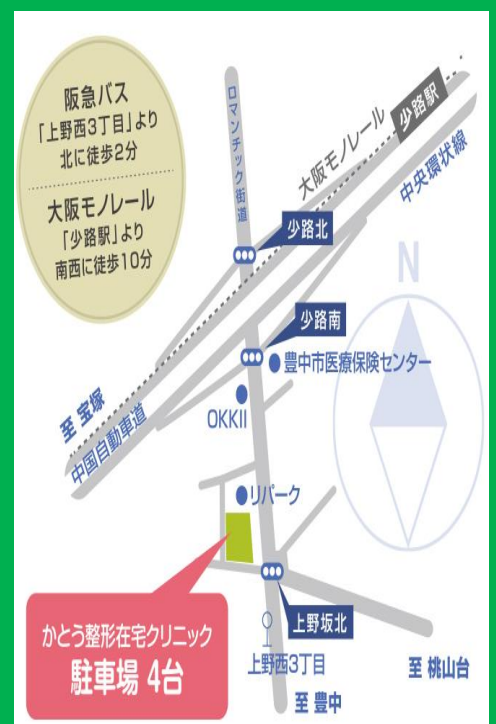 阪急バス
「上野西3丁目」より
北に徒歩2分
大阪モノレール
「少路駅」より
南西に徒歩10分
ロマンチック街道
大阪モノレール
少路駅
中央環状線
少路北
N
少路南
豊中市医療保険センター
OKKII
至 宝塚
中国自動車道
リパーク
かとう整形在宅クリニック
駐車場 4台
上野坂北
上野西3丁目
至 桃山台
至 豊中